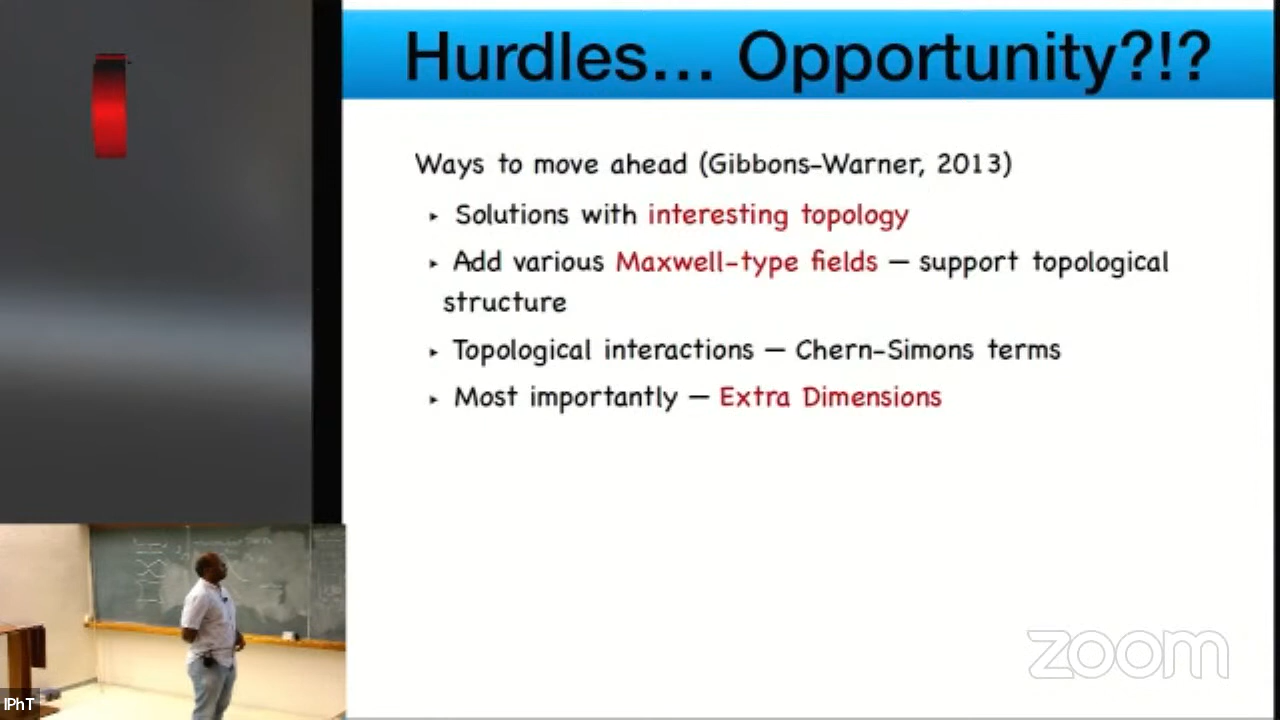 Hurdles... Opportunity?!?
Ways to move ahead (Gibbons-Warner, 2013)
‣ Solutions with interesting topology
‣ Add various Maxwell-type fields — support topological
structure
‣ Topological interactions — Chern-Simons terms
‣ Most importantly — Extra Dimensions
zoom
IPhT